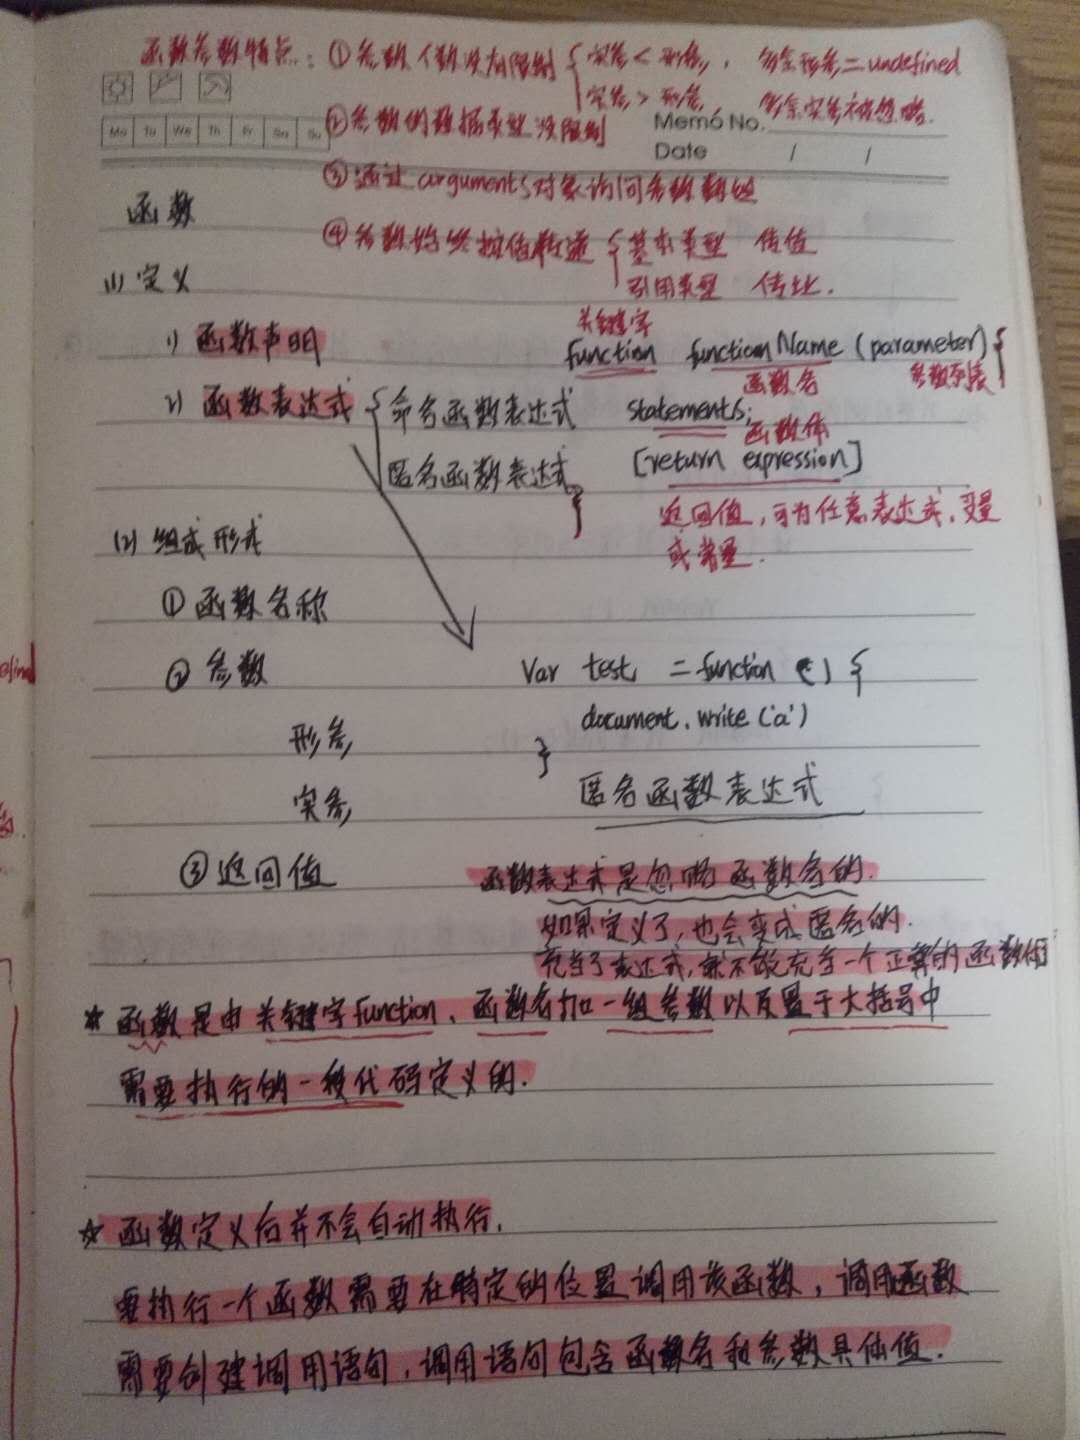 函数参数特点：① 参数个数没有限制 { 实参 < 形参， 多余形参=undefined
实参 > 形参， 多余实参被忽略.
Mo Tu We Th Fr Sa Su
② 参数的数据类型没限制
Memo No.
Date / /
③ 通过 arguments 对象访问参数数组
函数
④ 参数始终按值传递 { 基本类型 传值
引用类型 传址.
(1) 定义
关键字
1) 函数声明 function functionName (parameter) {
函数名 参数列表
2) 函数表达式 { 命名函数表达式 statements;
函数体
匿名函数表达式 [return expression]
}
返回值，可为任意表达式、变量
或常量.
(2) 组成形式
① 函数名称
② 参数 Var test = function () {
形参 document.write('a')
}
实参 匿名函数表达式
③ 返回值 函数表达式是忽略函数名的.
如果定义了，也会变成匿名的.
充当了表达式，就不能充当一个正常的函数体
☆ 函数是由关键字function、函数名加一组参数以及置于大括号中
需要执行的一段代码定义的.
☆ 函数定义后并不会自动执行.
要执行一个函数需要在特定的位置调用该函数，调用函数
需要创建调用语句，调用语句包含函数名和参数具体值.